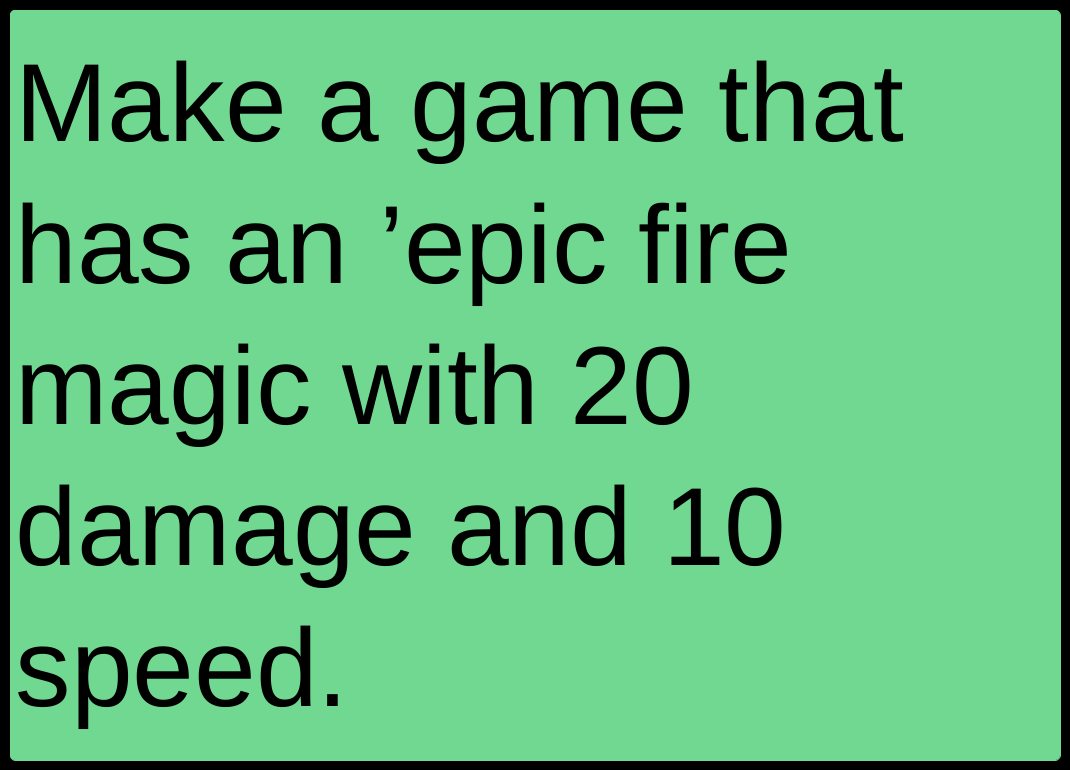 Make a game that
has an ’epic fire
magic with 20
damage and 10
speed.